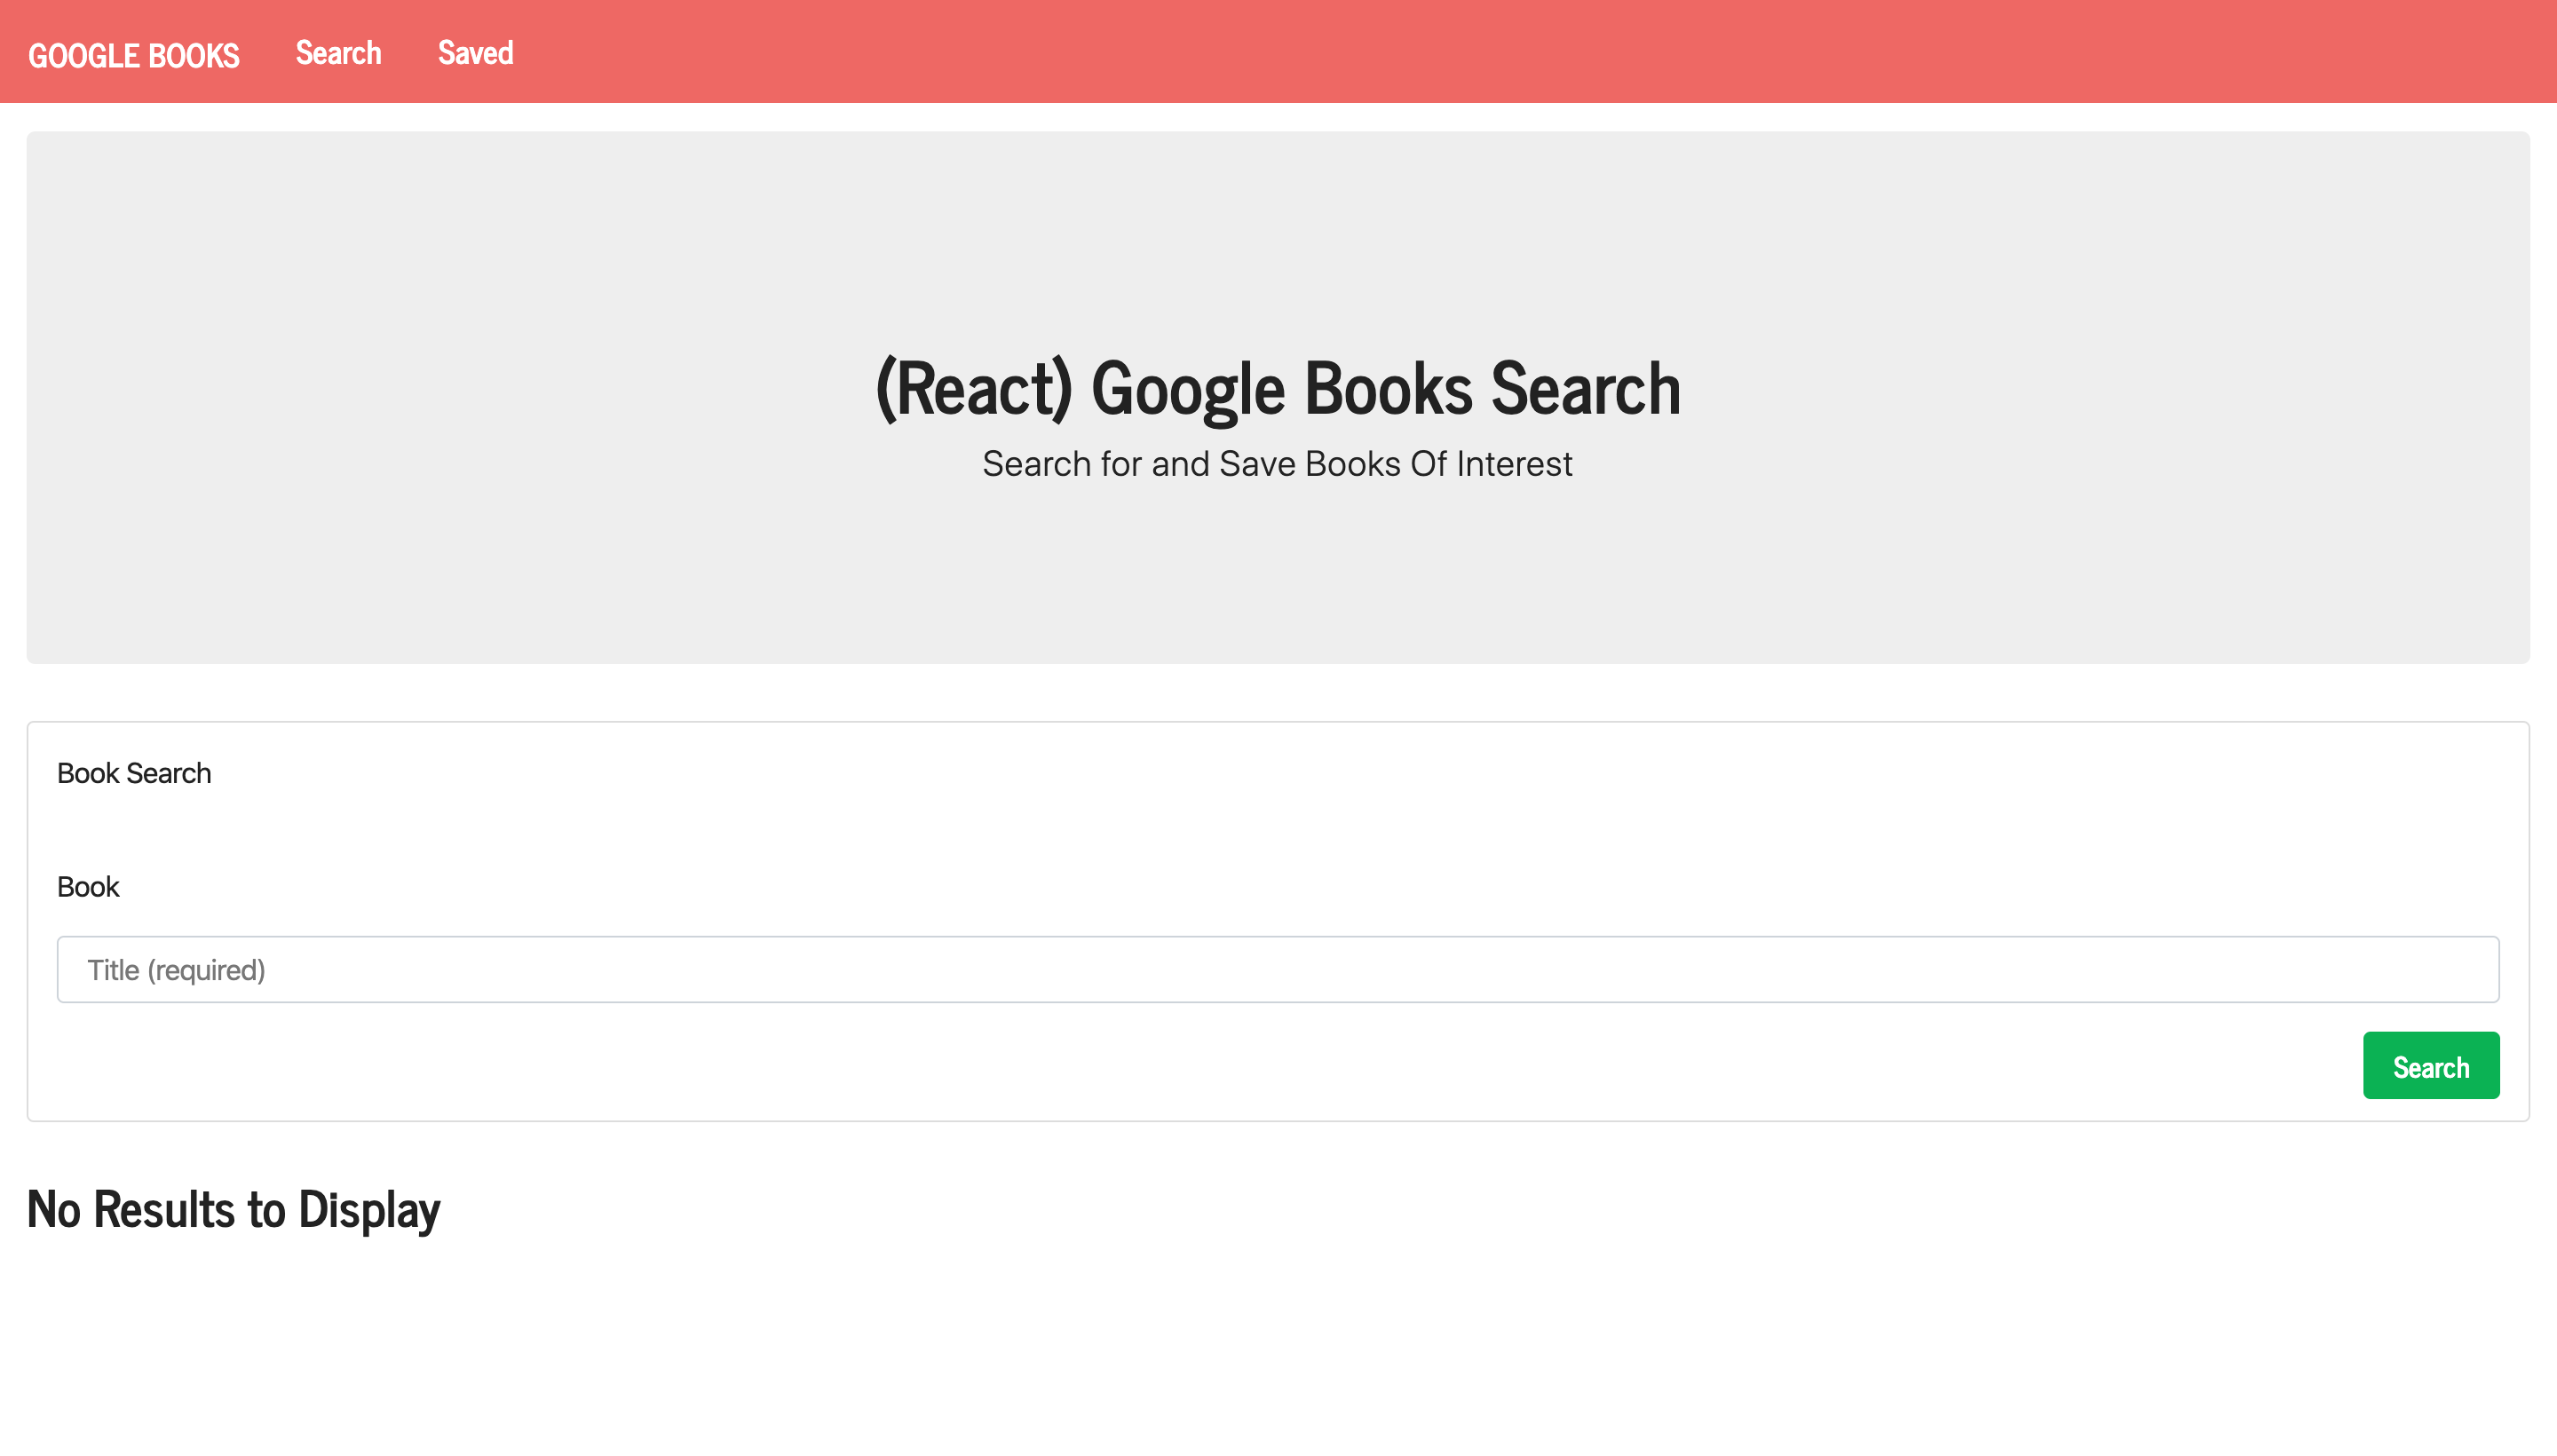 GOOGLE BOOKS Search Saved
(React) Google Books Search
Search for and Save Books Of Interest
Book Search
Book
Title (required)
Search
No Results to Display